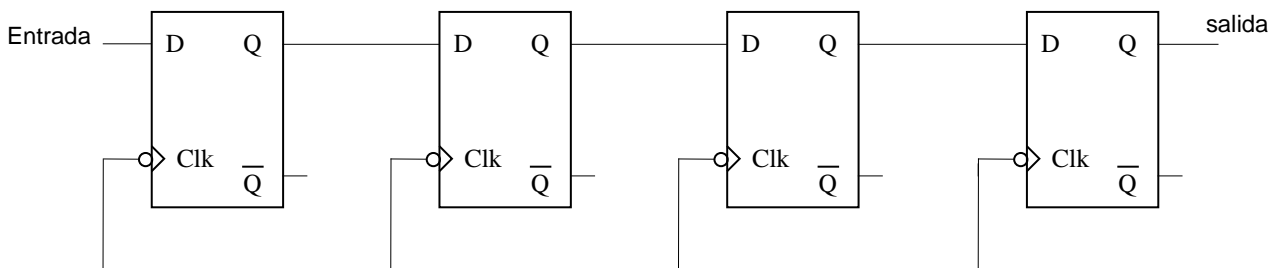 Entrada D Q D Q D Q D Q salida
Clk Q̅ Clk Q̅ Clk Q̅ Clk Q̅